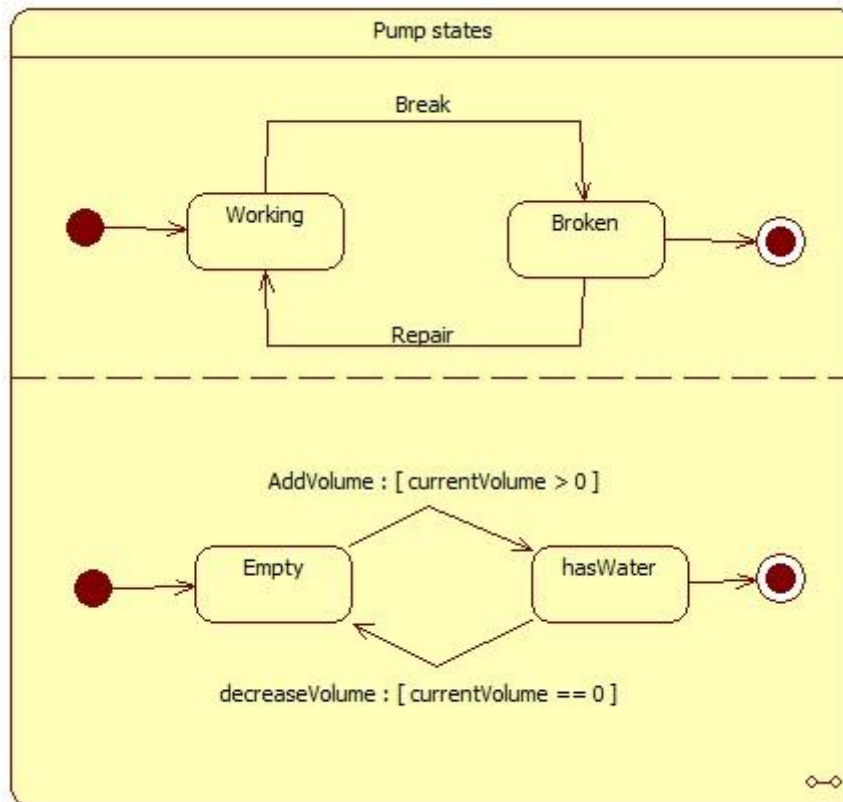 Pump states
Break
Working
Broken
Repair
AddVolume : [ currentVolume > 0 ]
Empty
hasWater
decreaseVolume : [ currentVolume == 0 ]